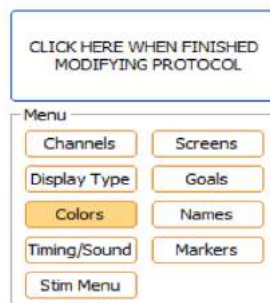 CLICK HERE WHEN FINISHED
MODIFYING PROTOCOL
Menu
Channels Screens
Display Type Goals
Colors Names
Timing/Sound Markers
Stim Menu